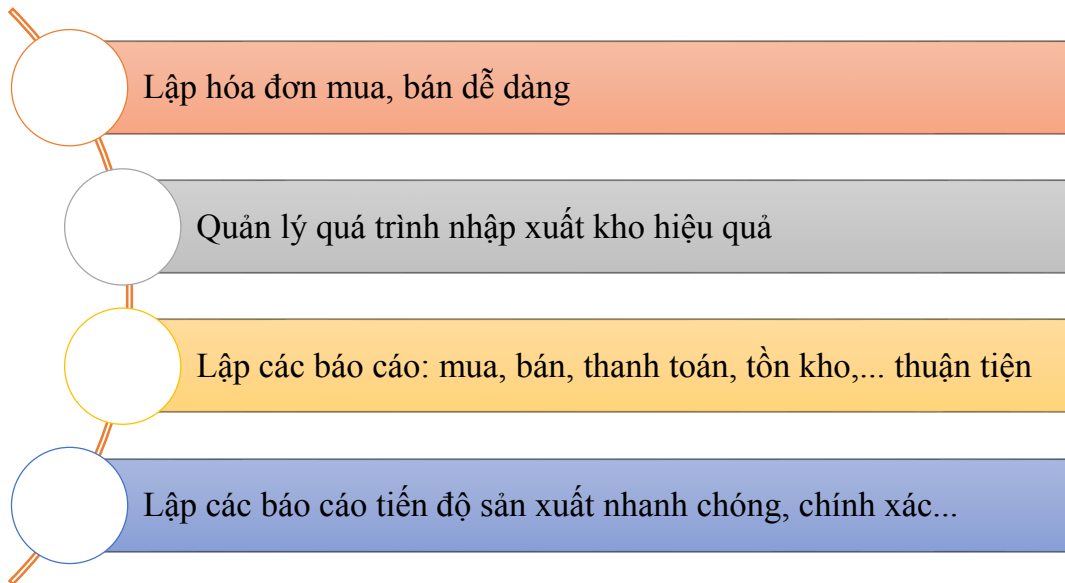 Lập hóa đơn mua, bán dễ dàng
Quản lý quá trình nhập xuất kho hiệu quả
Lập các báo cáo: mua, bán, thanh toán, tồn kho,... thuận tiện
Lập các báo cáo tiến độ sản xuất nhanh chóng, chính xác...